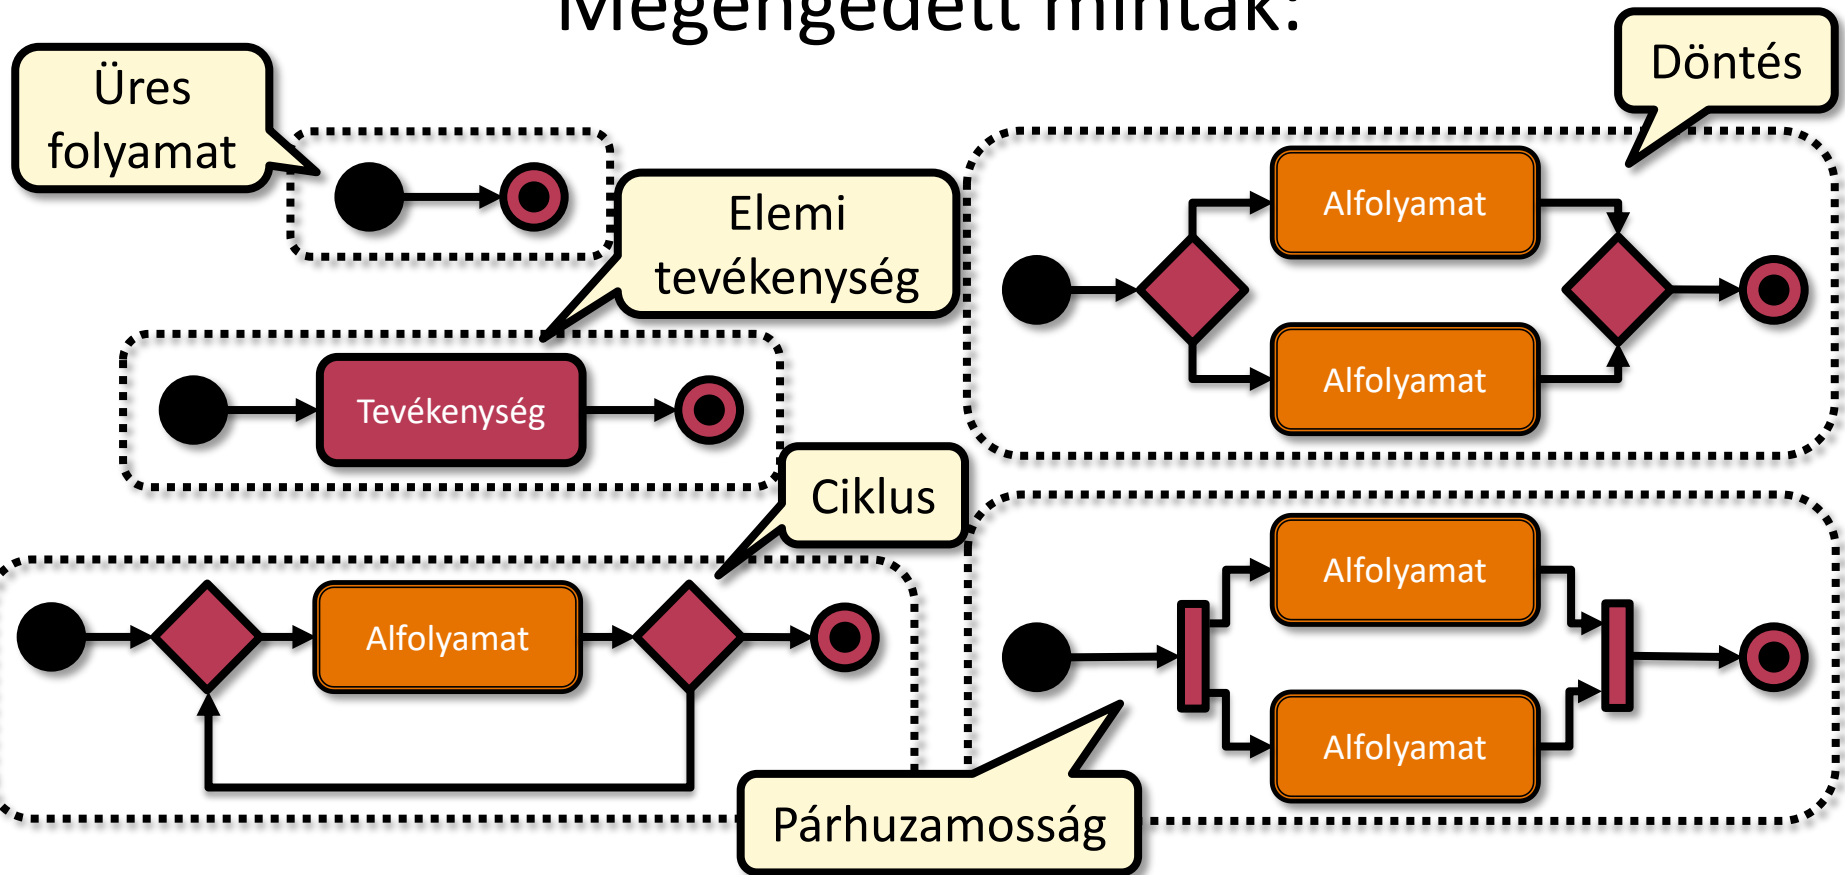 Megengedett minták:
Üres
folyamat
Elemi
tevékenység
Tevékenység
Ciklus
Alfolyamat
Döntés
Alfolyamat
Alfolyamat
Alfolyamat
Alfolyamat
Párhuzamosság